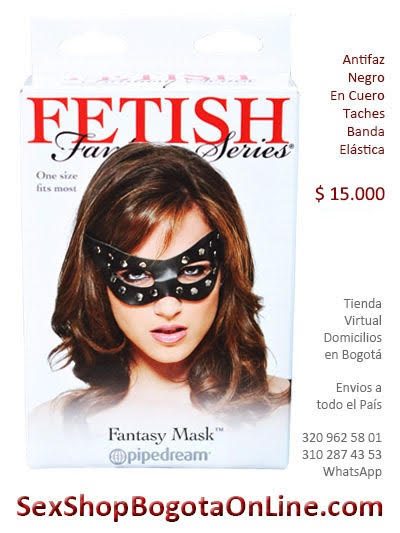 FETISH
Fantasy Series®
One size
fits most
Fantasy Mask™
pipedream®
Antifaz
Negro
En Cuero
Taches
Banda
Elástica
$ 15.000
Tienda
Virtual
Domicilios
en Bogotá
Envios a
todo el País
320 962 58 01
310 287 43 53
WhatsApp
SexShopBogotaOnLine.com